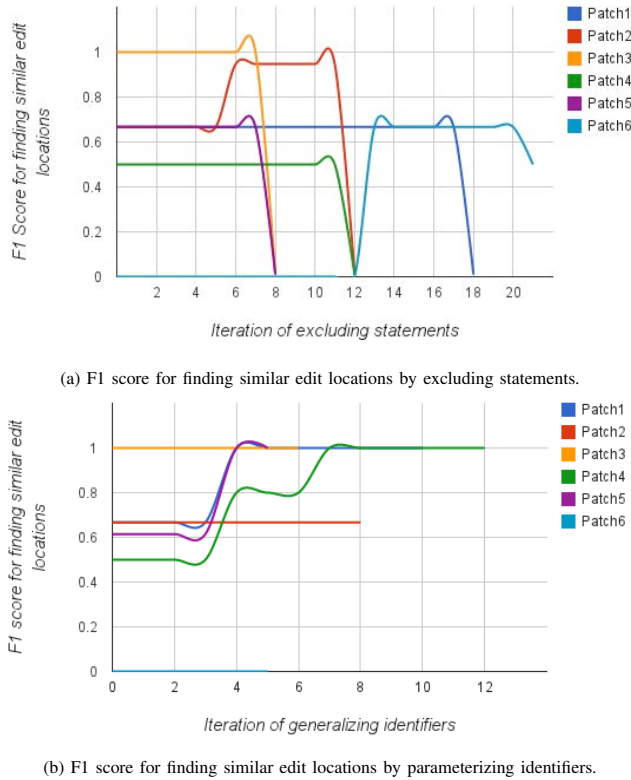 F1 Score for finding similar edit
locations
1
0.8
0.6
0.4
0.2
0
2 4 6 8 10 12 14 16 18 20
Iteration of excluding statements
Patch1
Patch2
Patch3
Patch4
Patch5
Patch6
(a) F1 score for finding similar edit locations by excluding statements.
F1 score for finding similar edit
locations
1
0.8
0.6
0.4
0.2
0
0 2 4 6 8 10 12
Iteration of generalizing identifiers
Patch1
Patch2
Patch3
Patch4
Patch5
Patch6
(b) F1 score for finding similar edit locations by parameterizing identifiers.